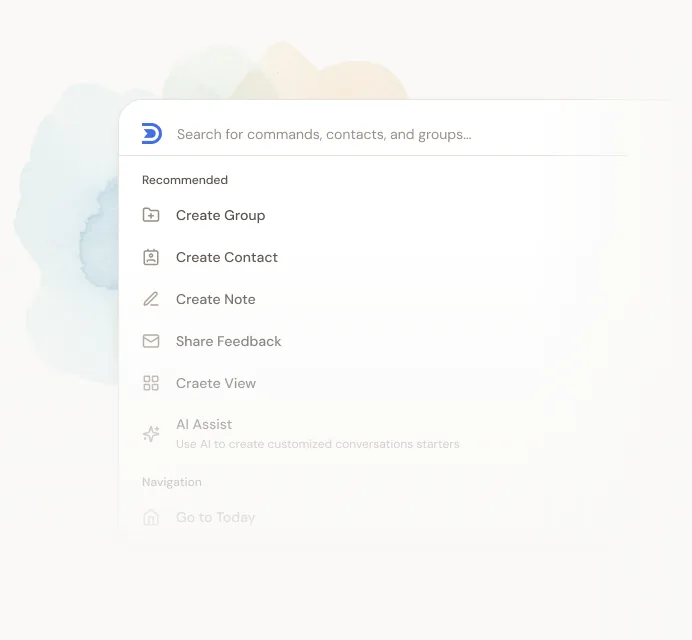 Search for commands, contacts, and groups...
Recommended
Create Group
Create Contact
Create Note
Share Feedback
Craete View
AI Assist
Use AI to create customized conversations starters
Navigation
Go to Today